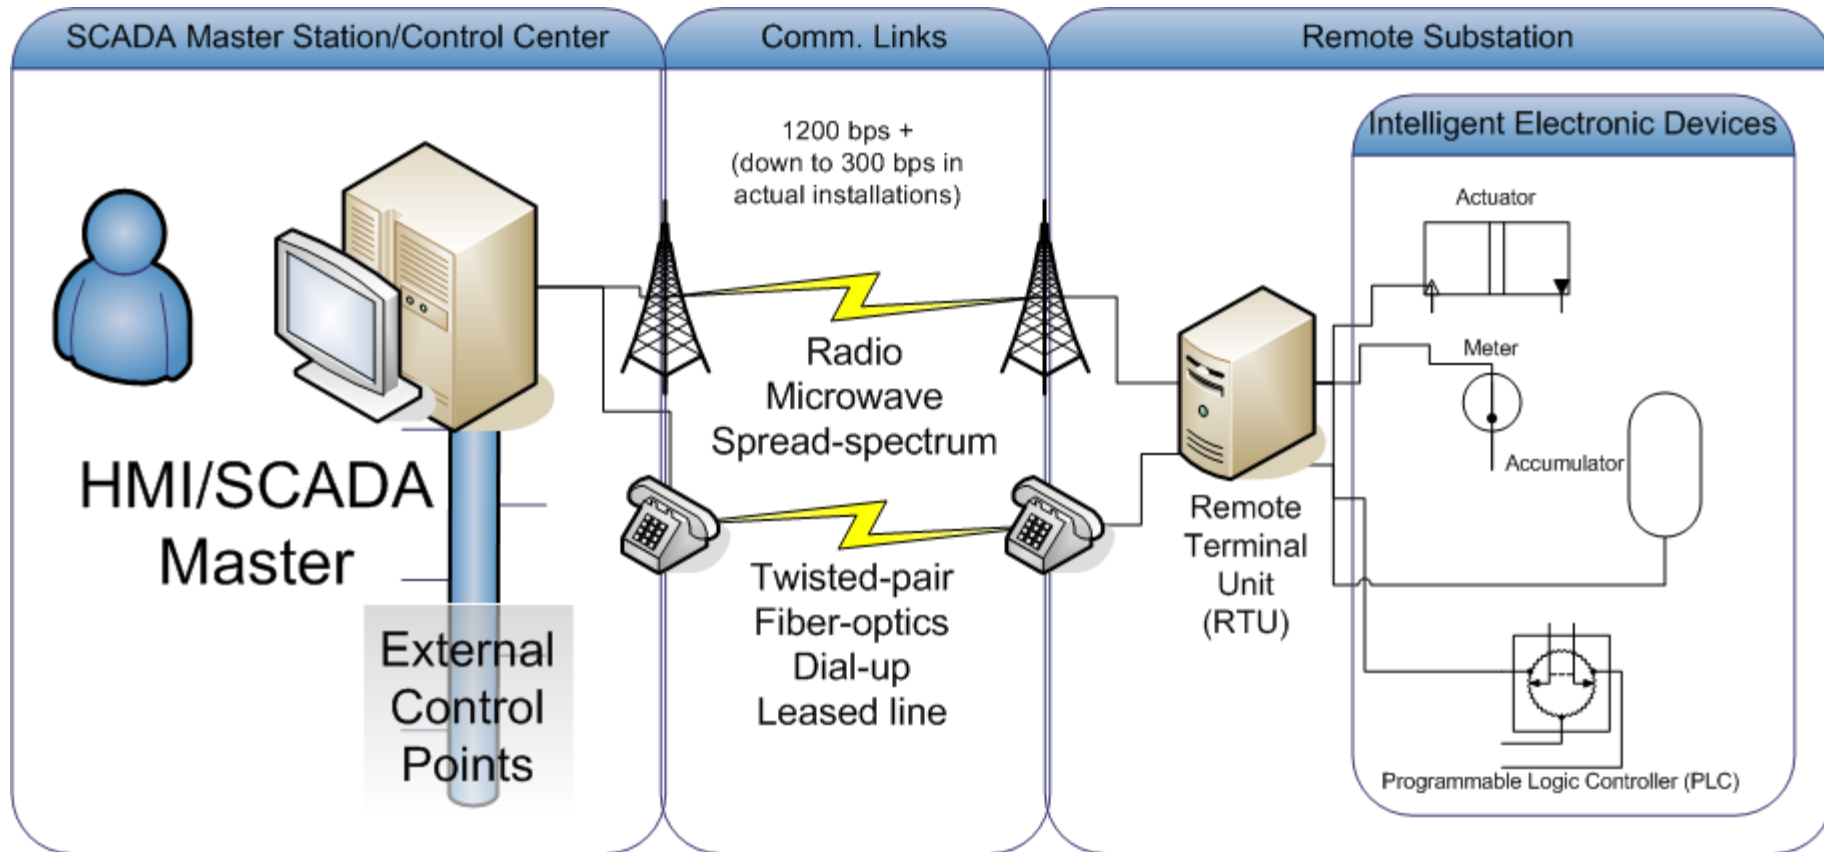 SCADA Master Station/Control Center
Comm. Links
Remote Substation
1200 bps +
(down to 300 bps in
actual installations)
Intelligent Electronic Devices
Actuator
Radio
Microwave
Spread-spectrum
Meter
Accumulator
HMI/SCADA
Master
Remote
Terminal
Unit
(RTU)
Twisted-pair
Fiber-optics
Dial-up
Leased line
External
Control
Points
Programmable Logic Controller (PLC)